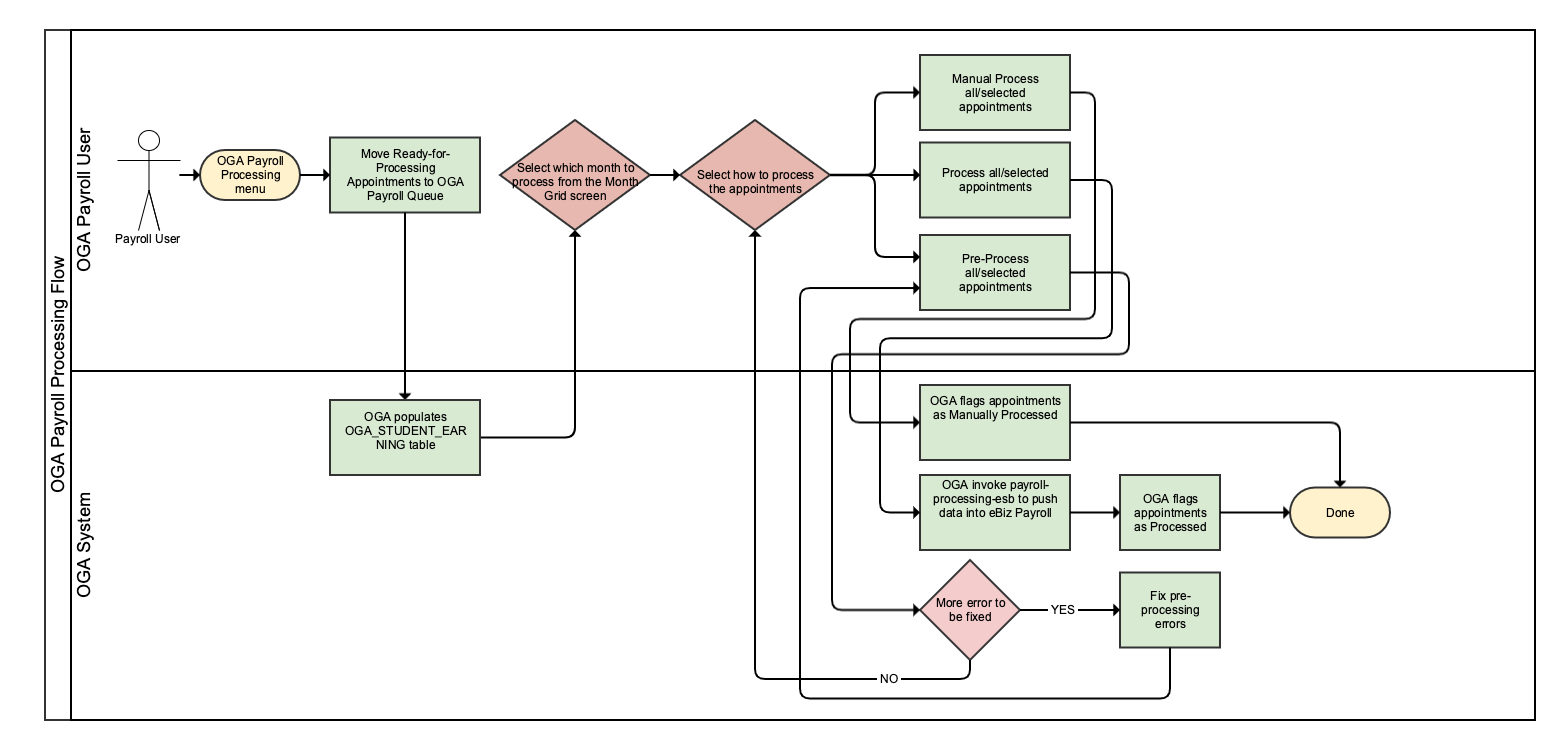 OGA Payroll Processing Flow
OGA Payroll User
Payroll User
OGA Payroll
Processing
menu
Move Ready-for-
Processing
Appointments to OGA
Payroll Queue
Select which month to
process from the Month
Grid screen
Select how to process
the appointments
Manual Process
all/selected
appointments
Process all/selected
appointments
Pre-Process
all/selected
appointments
OGA System
OGA populates
OGA_STUDENT_EAR
NING table
OGA flags appointments
as Manually Processed
OGA invoke payroll-
processing-esb to push
data into eBiz Payroll
OGA flags
appointments
as Processed
Done
More error to
be fixed
YES
Fix pre-
processing
errors
NO